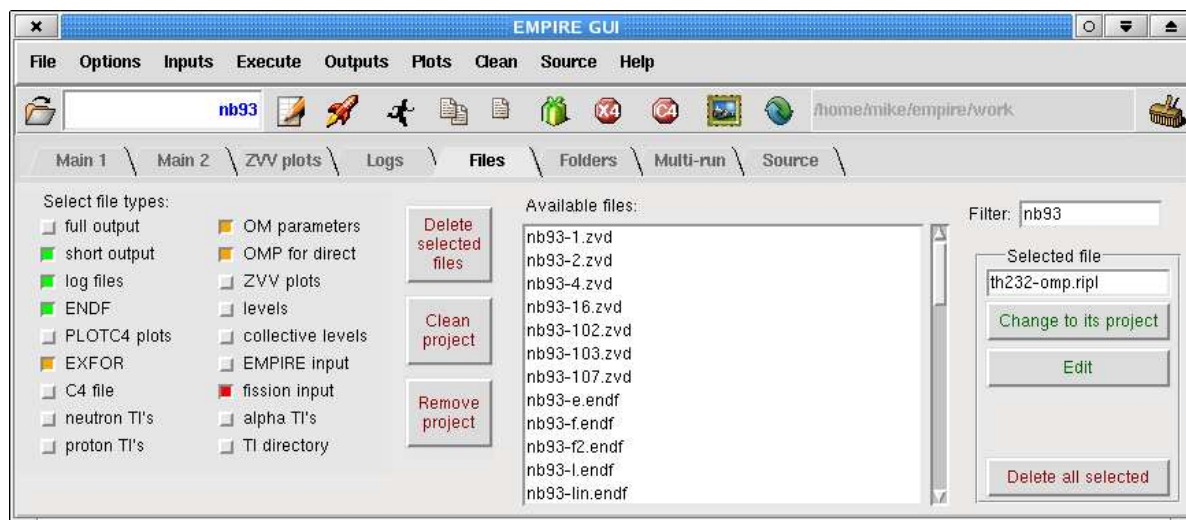 EMPIRE GUI
File Options Inputs Execute Outputs Plots Clean Source Help
nb93 X4 C4 /home/mike/empire/work
Main 1 Main 2 ZVV plots Logs Files Folders Multi-run Source
Select file types:
full output
short output
log files
ENDF
PLOTC4 plots
EXFOR
C4 file
neutron Tl's
proton Tl's
OM parameters
OMP for direct
ZVV plots
levels
collective levels
EMPIRE input
fission input
alpha Tl's
Tl directory
Delete
selected
files
Clean
project
Remove
project
Available files:
nb93-1.zvd
nb93-2.zvd
nb93-4.zvd
nb93-16.zvd
nb93-102.zvd
nb93-103.zvd
nb93-107.zvd
nb93-e.endf
nb93-f.endf
nb93-f2.endf
nb93-l.endf
nb93-lin.endf
Filter: nb93
Selected file
th232-omp.ripl
Change to its project
Edit
Delete all selected